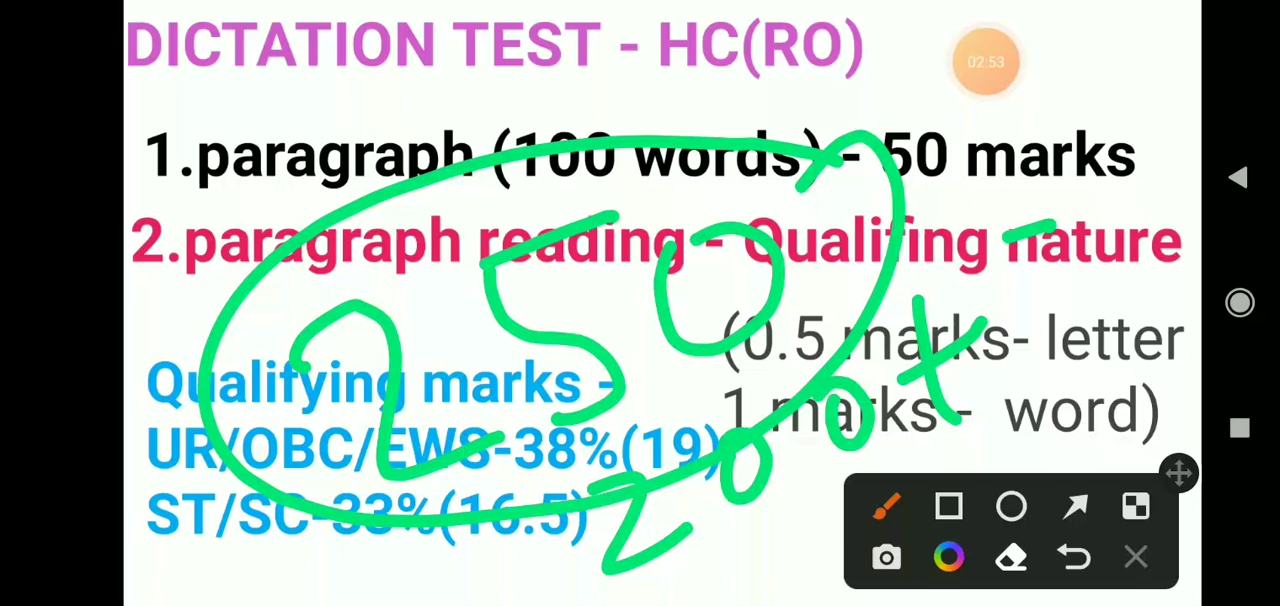 DICTATION TEST - HC(RO)
02:53
1.paragraph (100 words) - 50 marks
2.paragraph reading - Qualifing nature
250
(0.5 marks- letter
1 marks - word)
Qualifying marks -
UR/OBC/EWS-38%(19)
ST/SC-33%(16.5)
200+